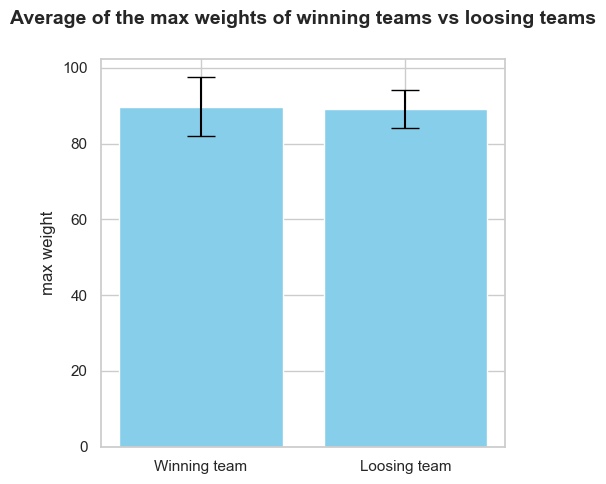 Average of the max weights of winning teams vs loosing teams
100
80
60
40
20
0
max weight
Winning team
Loosing team